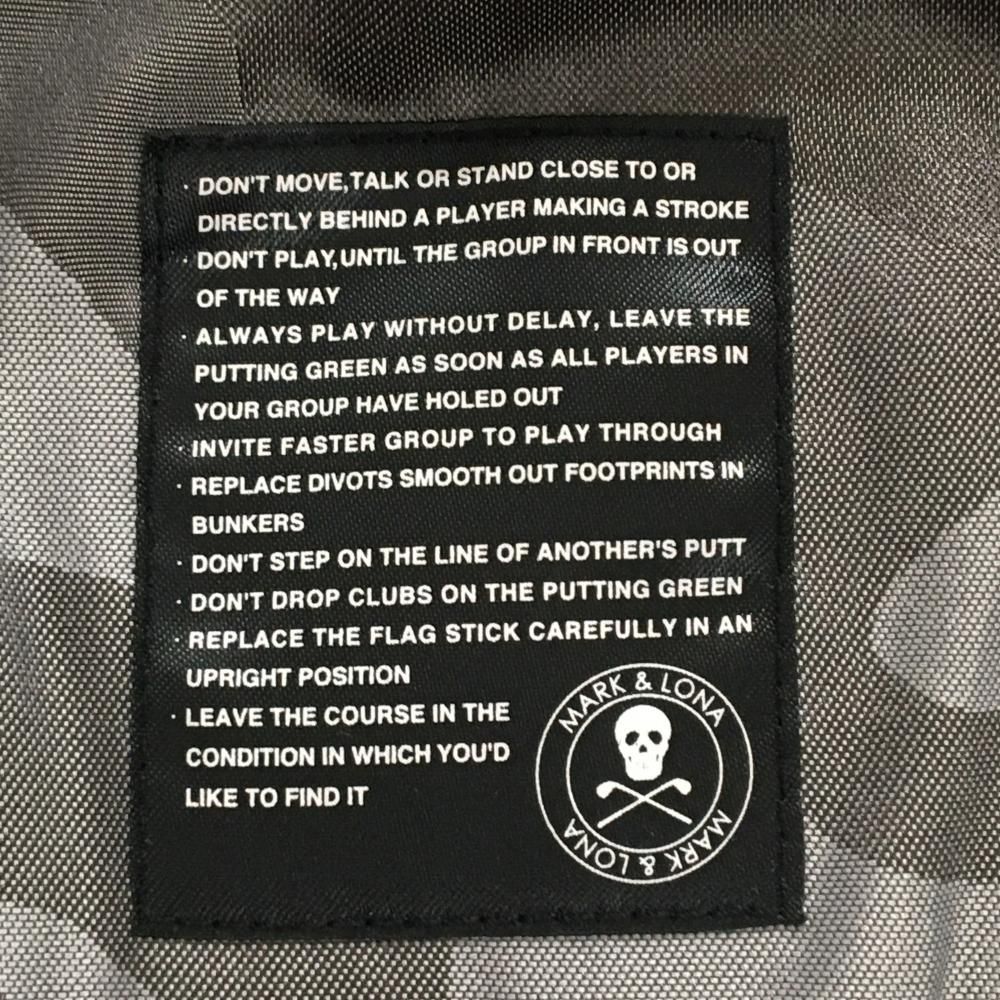 · DON'T MOVE,TALK OR STAND CLOSE TO OR
DIRECTLY BEHIND A PLAYER MAKING A STROKE
· DON'T PLAY,UNTIL THE GROUP IN FRONT IS OUT
OF THE WAY
· ALWAYS PLAY WITHOUT DELAY, LEAVE THE
PUTTING GREEN AS SOON AS ALL PLAYERS IN
YOUR GROUP HAVE HOLED OUT
· INVITE FASTER GROUP TO PLAY THROUGH
· REPLACE DIVOTS SMOOTH OUT FOOTPRINTS IN
BUNKERS
· DON'T STEP ON THE LINE OF ANOTHER'S PUTT
· DON'T DROP CLUBS ON THE PUTTING GREEN
· REPLACE THE FLAG STICK CAREFULLY IN AN
UPRIGHT POSITION
· LEAVE THE COURSE IN THE
CONDITION IN WHICH YOU'D
LIKE TO FIND IT
MARK & LONA
MARK & LONA